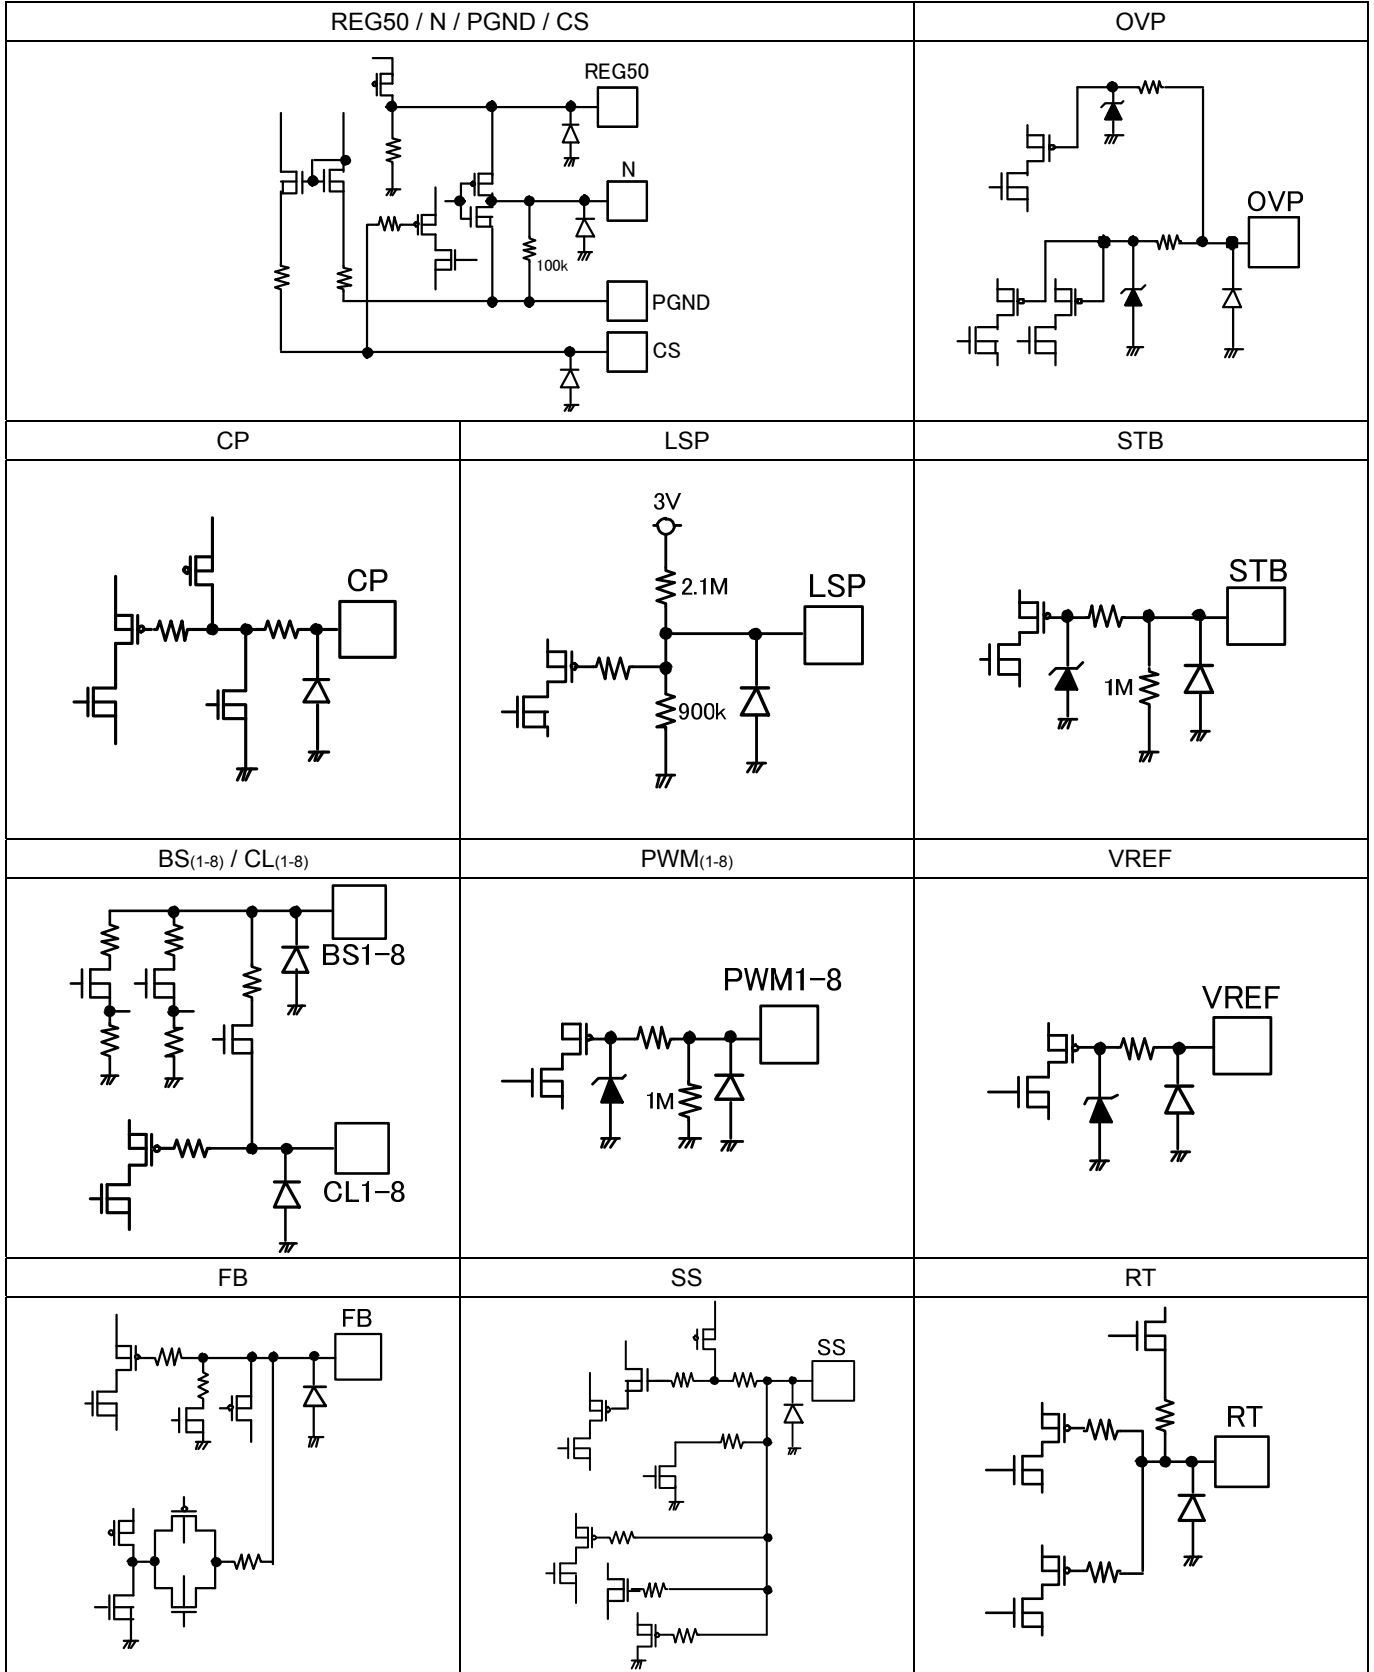 REG50 / N / PGND / CS
OVP
REG50
N
100k
PGND
CS
OVP
CP
LSP
STB
CP
3V
2.1M
LSP
900k
STB
1M
BS(1-8) / CL(1-8)
PWM(1-8)
VREF
BS1-8
CL1-8
PWM1-8
1M
VREF
FB
SS
RT
FB
SS
RT